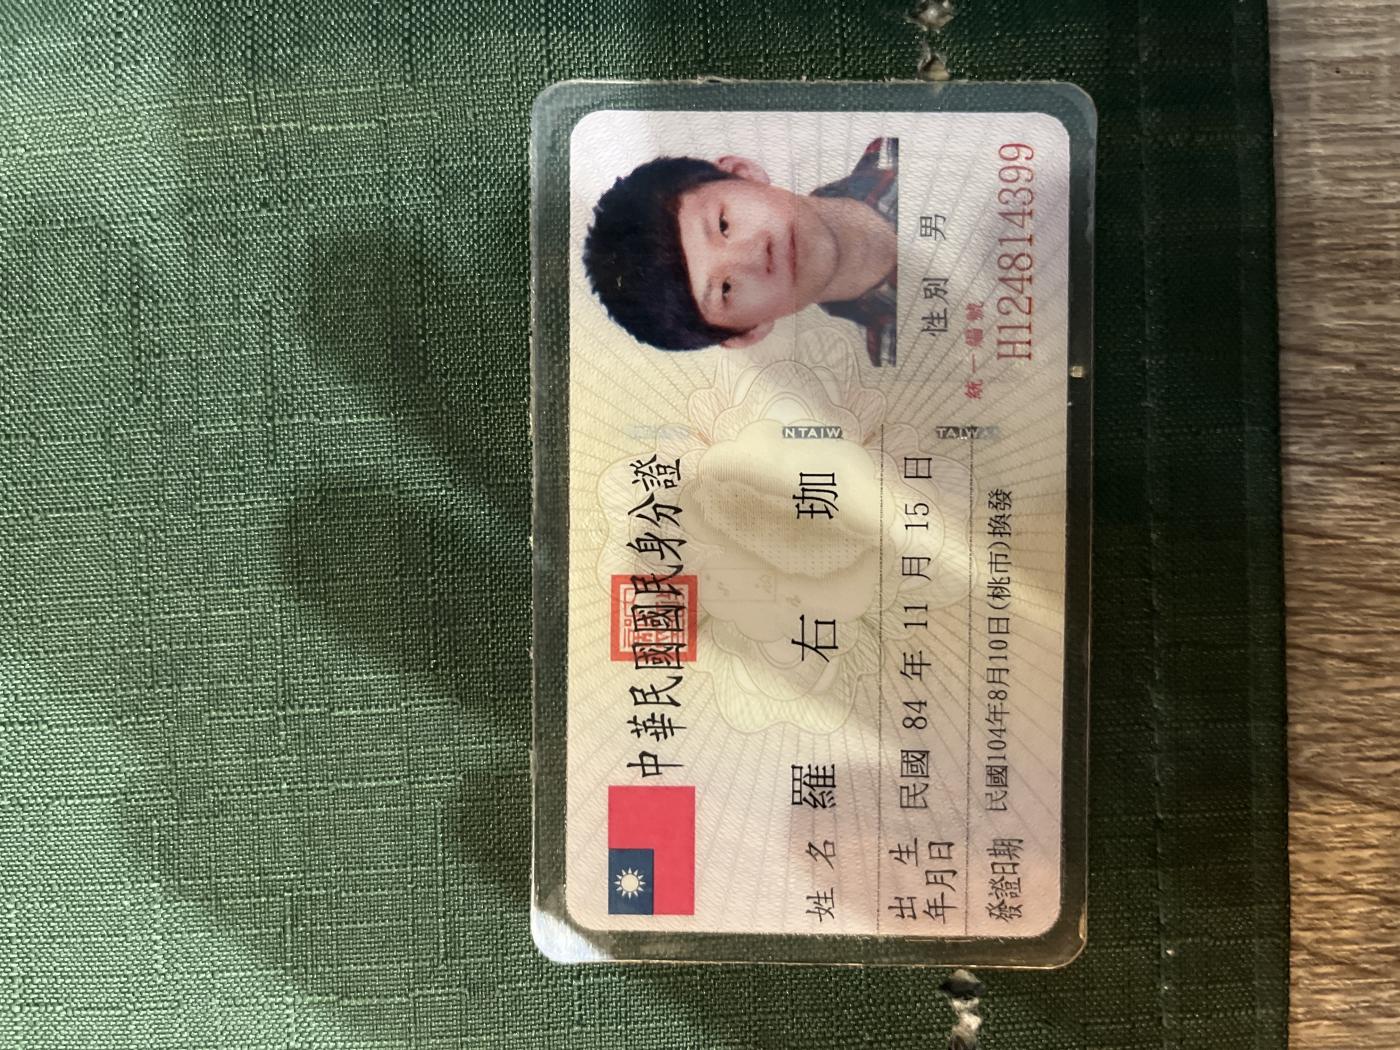 中華民國國民身分證
姓名 羅右珈
出生年月日 民國 84 年 11 月 15 日
發證日期 民國104年8月10日(桃市)換發
性別 男
統一編號
H124814399
NTAIW
TAIWA